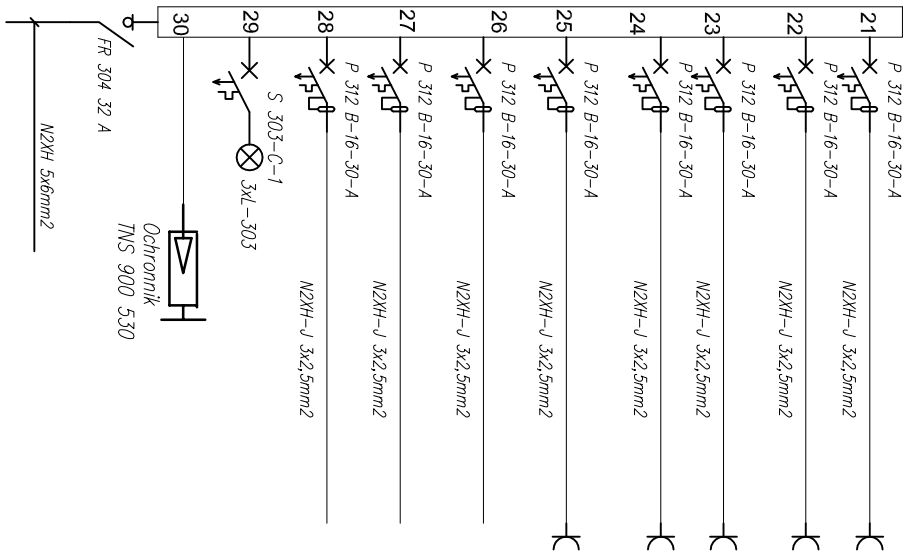 P 312 B-16-30-A
21
N2XH-J 3x2,5mm2
P 312 B-16-30-A
22
N2XH-J 3x2,5mm2
P 312 B-16-30-A
23
N2XH-J 3x2,5mm2
P 312 B-16-30-A
24
N2XH-J 3x2,5mm2
P 312 B-16-30-A
25
N2XH-J 3x2,5mm2
P 312 B-16-30-A
26
N2XH-J 3x2,5mm2
P 312 B-16-30-A
27
N2XH-J 3x2,5mm2
P 312 B-16-30-A
28
N2XH-J 3x2,5mm2
S 303-C-1
29
3xL-303
30
Ochronnik
TNS 900 530
FR 304 32 A
N2XH 5x6mm2